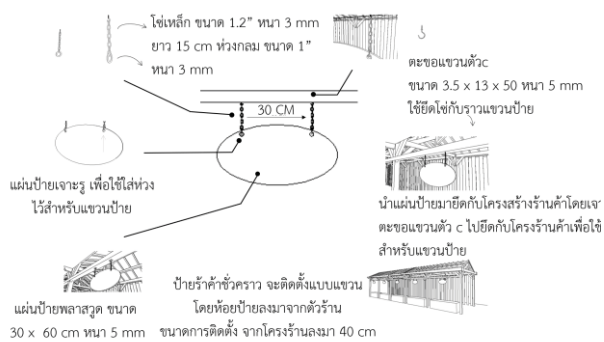 โซ่เหล็ก ขนาด 1.2” หนา 3 mm
ยาว 15 cm ห่วงกลม ขนาด 1”
หนา 3 mm
ตะขอแขวนตัวc
ขนาด 3.5 x 13 x 50 หนา 5 mm
ใช้ยึดโซ่กับราวแขวนป้าย
30 CM
แผ่นป้ายเจาะรู เพื่อใช้ใส่ห่วง
ไว้สำหรับแขวนป้าย
นำแผ่นป้ายมายึดกับโครงสร้างร้านค้าโดยเจา
ตะขอแขวนตัว c ไปยึดกับโครงร้านค้าเพื่อใช้
สำหรับแขวนป้าย
แผ่นป้ายพลาสวูด ขนาด
30 x 60 cm หนา 5 mm
ป้ายร้าค้าชั่วคราว จะติดตั้งแบบแขวน
โดยห้อยป้ายลงมาจากตัวร้าน
ขนาดการติดตั้ง จากโครงร้านลงมา 40 cm